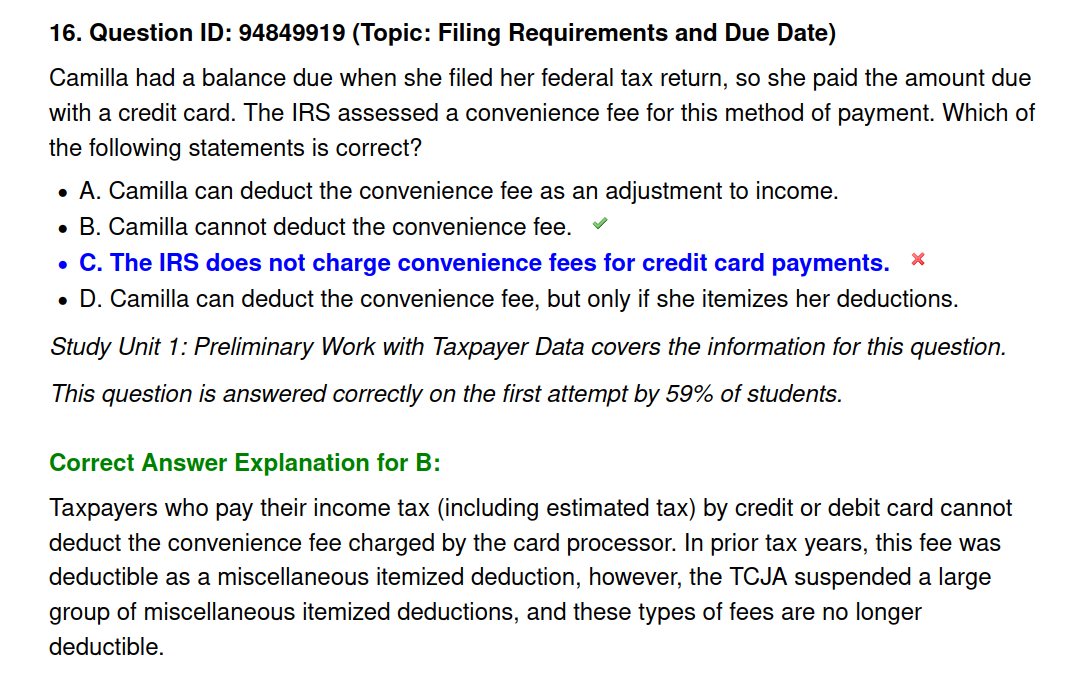 16. Question ID: 94849919 (Topic: Filing Requirements and Due Date)
Camilla had a balance due when she filed her federal tax return, so she paid the amount due
with a credit card. The IRS assessed a convenience fee for this method of payment. Which of
the following statements is correct?
• A. Camilla can deduct the convenience fee as an adjustment to income.
• B. Camilla cannot deduct the convenience fee.
• C. The IRS does not charge convenience fees for credit card payments.
• D. Camilla can deduct the convenience fee, but only if she itemizes her deductions.
Study Unit 1: Preliminary Work with Taxpayer Data covers the information for this question.
This question is answered correctly on the first attempt by 59% of students.
Correct Answer Explanation for B:
Taxpayers who pay their income tax (including estimated tax) by credit or debit card cannot
deduct the convenience fee charged by the card processor. In prior tax years, this fee was
deductible as a miscellaneous itemized deduction, however, the TCJA suspended a large
group of miscellaneous itemized deductions, and these types of fees are no longer
deductible.